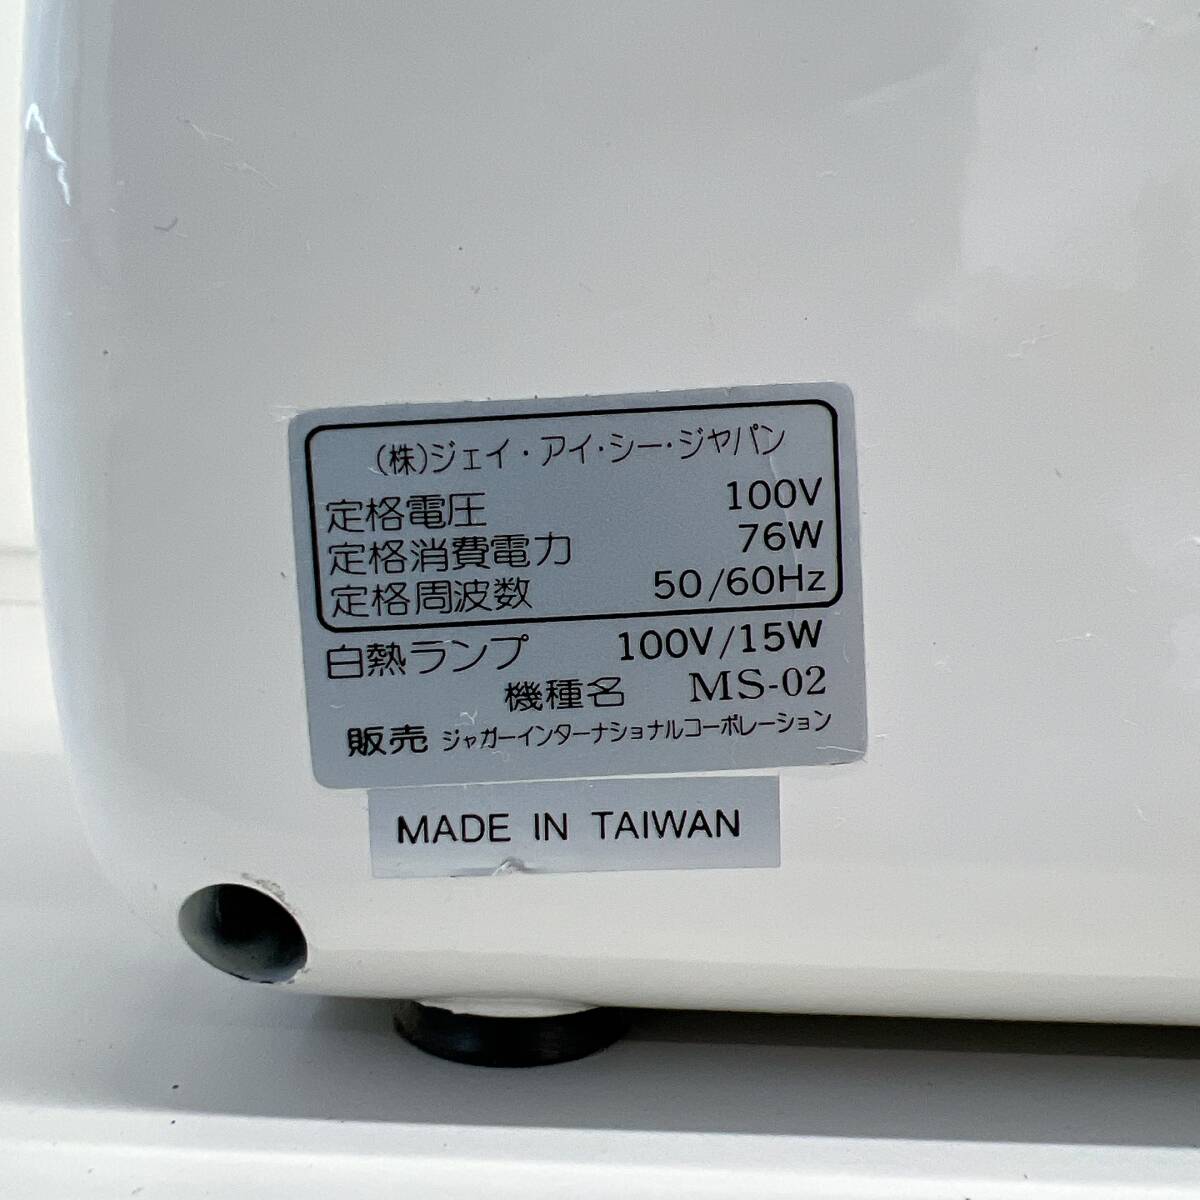 (株)ジェイ・アイ・シー・ジャパン
定格電圧 100V
定格消費電力 76W
定格周波数 50/60Hz
白熱ランプ 100V/15W
機種名 MS-02
販売 ジャガーインターナショナルコーポレーション
MADE IN TAIWAN